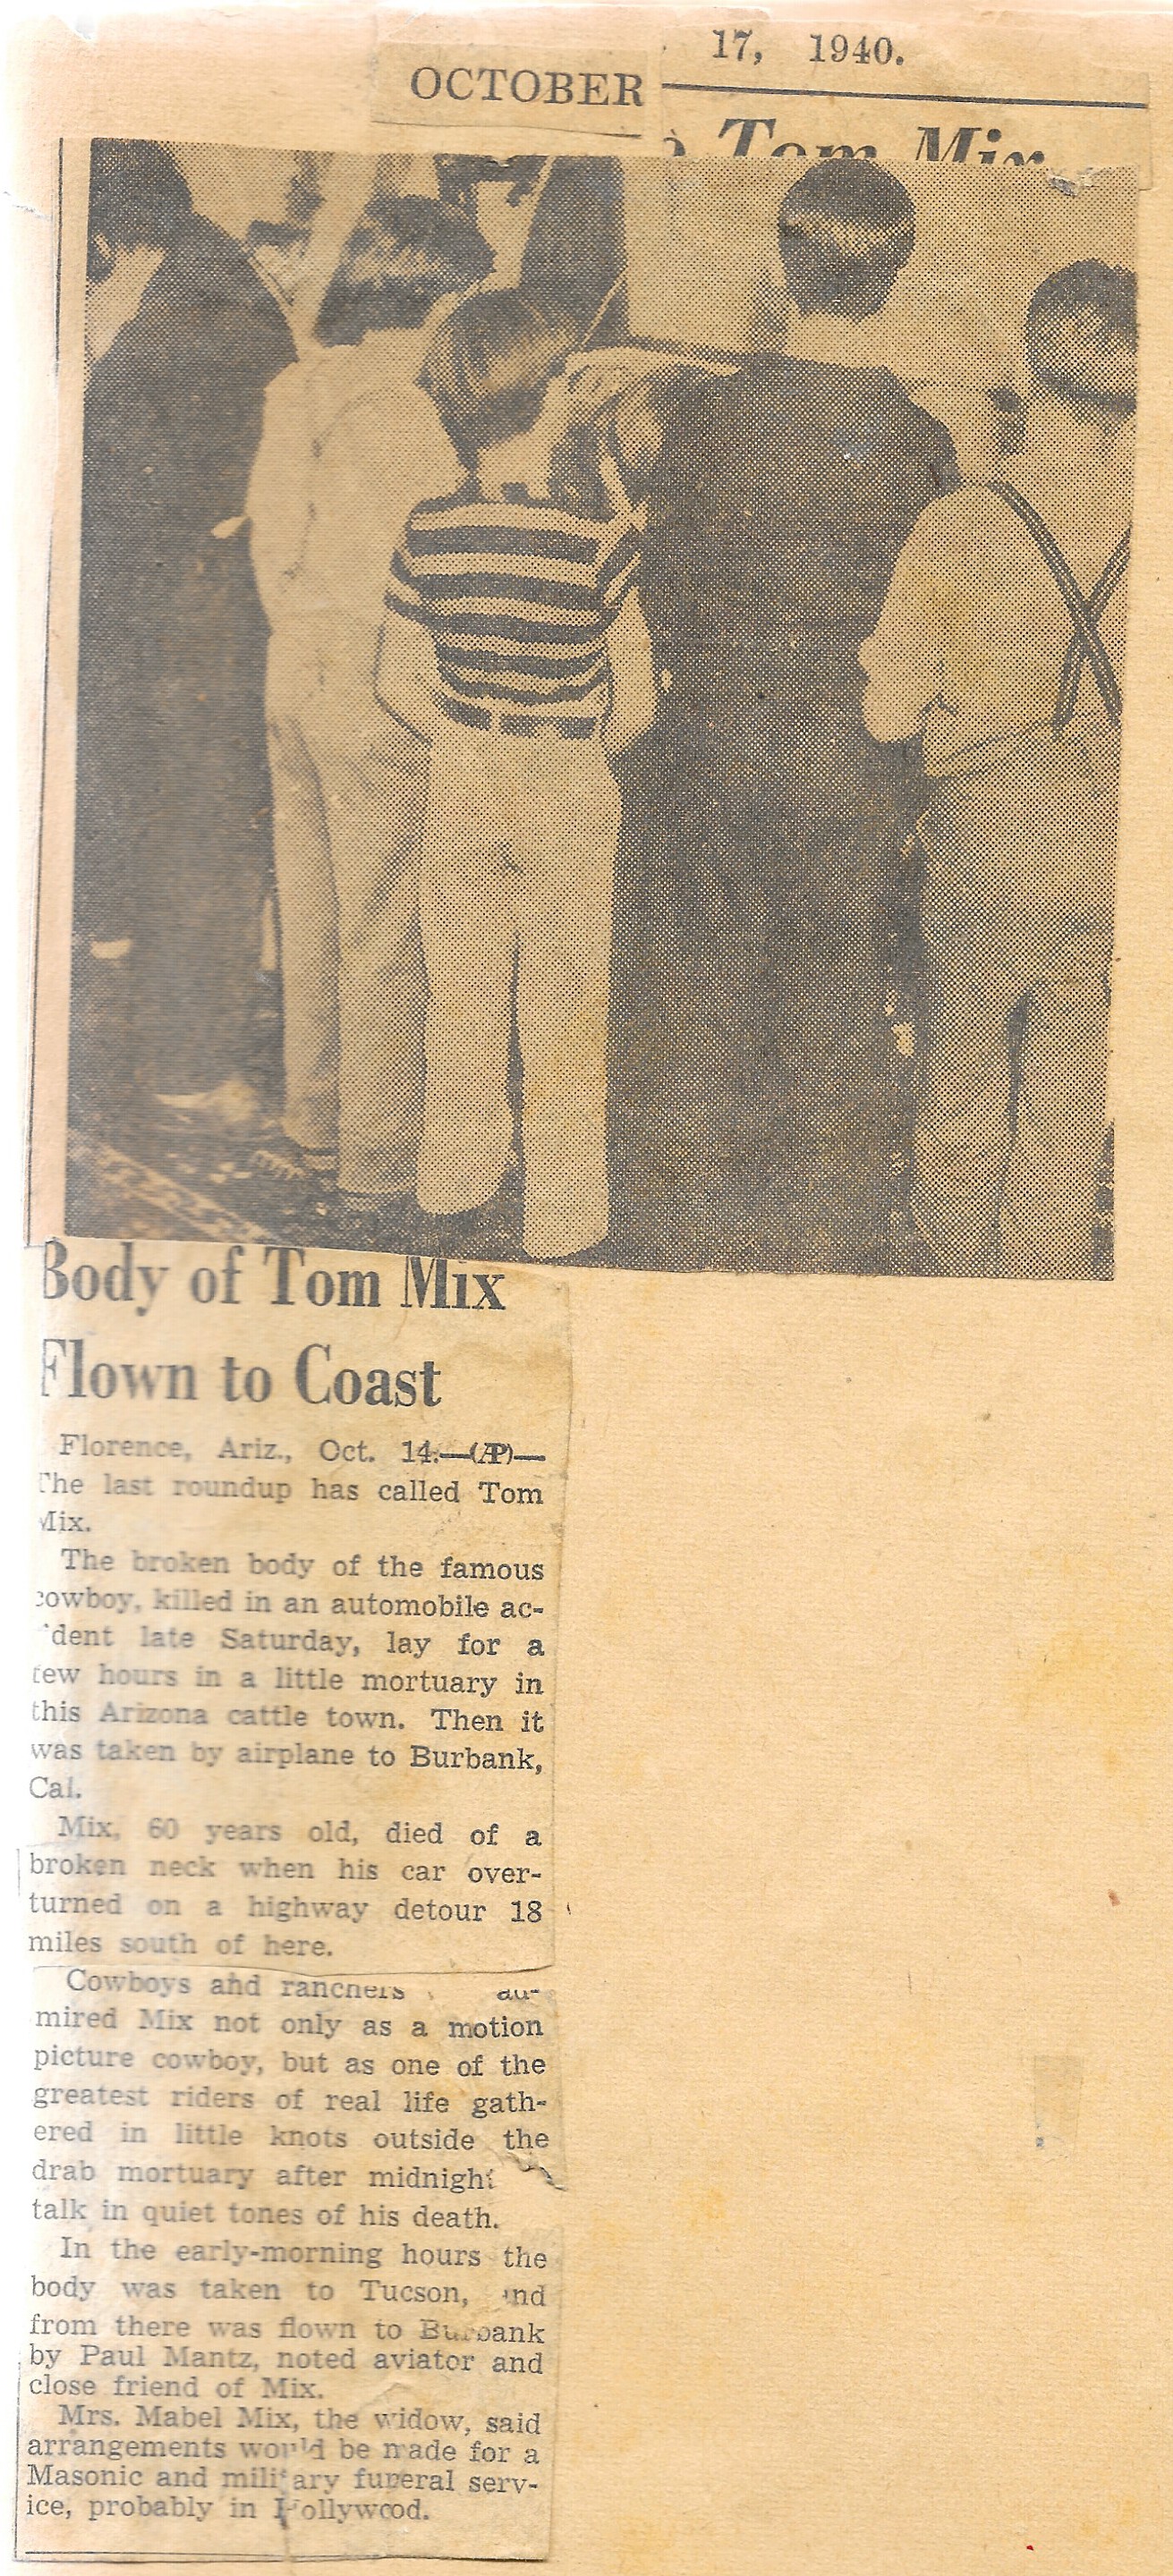 OCTOBER 17, 1940.
Tom Mix
Body of Tom Mix
Flown to Coast
Florence, Ariz., Oct. 14.—(AP)—
The last roundup has called Tom
Mix.
The broken body of the famous
cowboy, killed in an automobile ac-
dent late Saturday, lay for a
few hours in a little mortuary in
this Arizona cattle town. Then it
was taken by airplane to Burbank,
Cal.
Mix, 60 years old, died of a
broken neck when his car over-
turned on a highway detour 18
miles south of here.
Cowboys and ranchers ad-
mired Mix not only as a motion
picture cowboy, but as one of the
greatest riders of real life gath-
ered in little knots outside the
drab mortuary after midnight
talk in quiet tones of his death.
In the early-morning hours the
body was taken to Tucson, and
from there was flown to Burbank
by Paul Mantz, noted aviator and
close friend of Mix.
Mrs. Mabel Mix, the widow, said
arrangements would be made for a
Masonic and military funeral serv-
ice, probably in Hollywood.